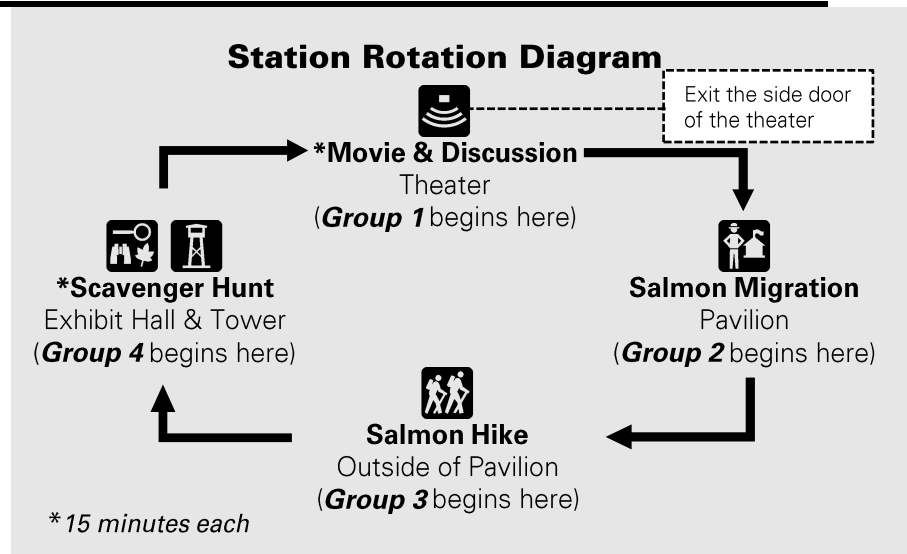 Station Rotation Diagram
Exit the side door
of the theater
*Movie & Discussion
Theater
(Group 1 begins here)
*Scavenger Hunt
Exhibit Hall & Tower
(Group 4 begins here)
Salmon Migration
Pavilion
(Group 2 begins here)
Salmon Hike
Outside of Pavilion
(Group 3 begins here)
*15 minutes each